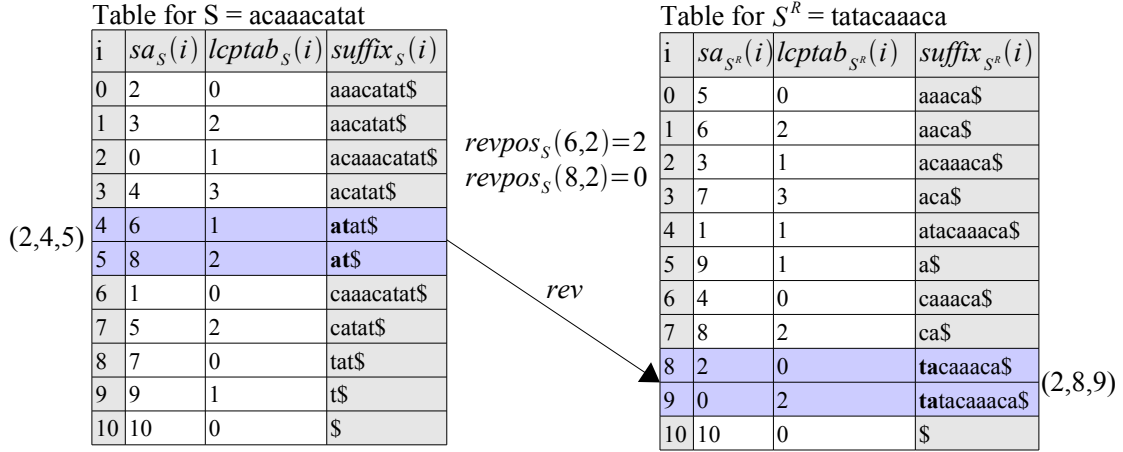 Table for S = acaaacatat
i sa_S(i) lcptab_S(i) suffix_S(i)
0 2 0 aaacatat$
1 3 2 aacatat$
2 0 1 acaaacatat$
3 4 3 acatat$
4 6 1 atat$
5 8 2 at$
6 1 0 caaacatat$
7 5 2 catat$
8 7 0 tat$
9 9 1 t$
10 10 0 $
(2,4,5)
revpos_S(6,2)=2
revpos_S(8,2)=0
rev
Table for S^R = tatacaaaca
i sa_{S^R}(i) lcptab_{S^R}(i) suffix_{S^R}(i)
0 5 0 aaaca$
1 6 2 aaca$
2 3 1 acaaaca$
3 7 3 aca$
4 1 1 atacaaaca$
5 9 1 a$
6 4 0 caaaca$
7 8 2 ca$
8 2 0 tacaaaca$
9 0 2 tatacaaaca$
10 10 0 $
(2,8,9)